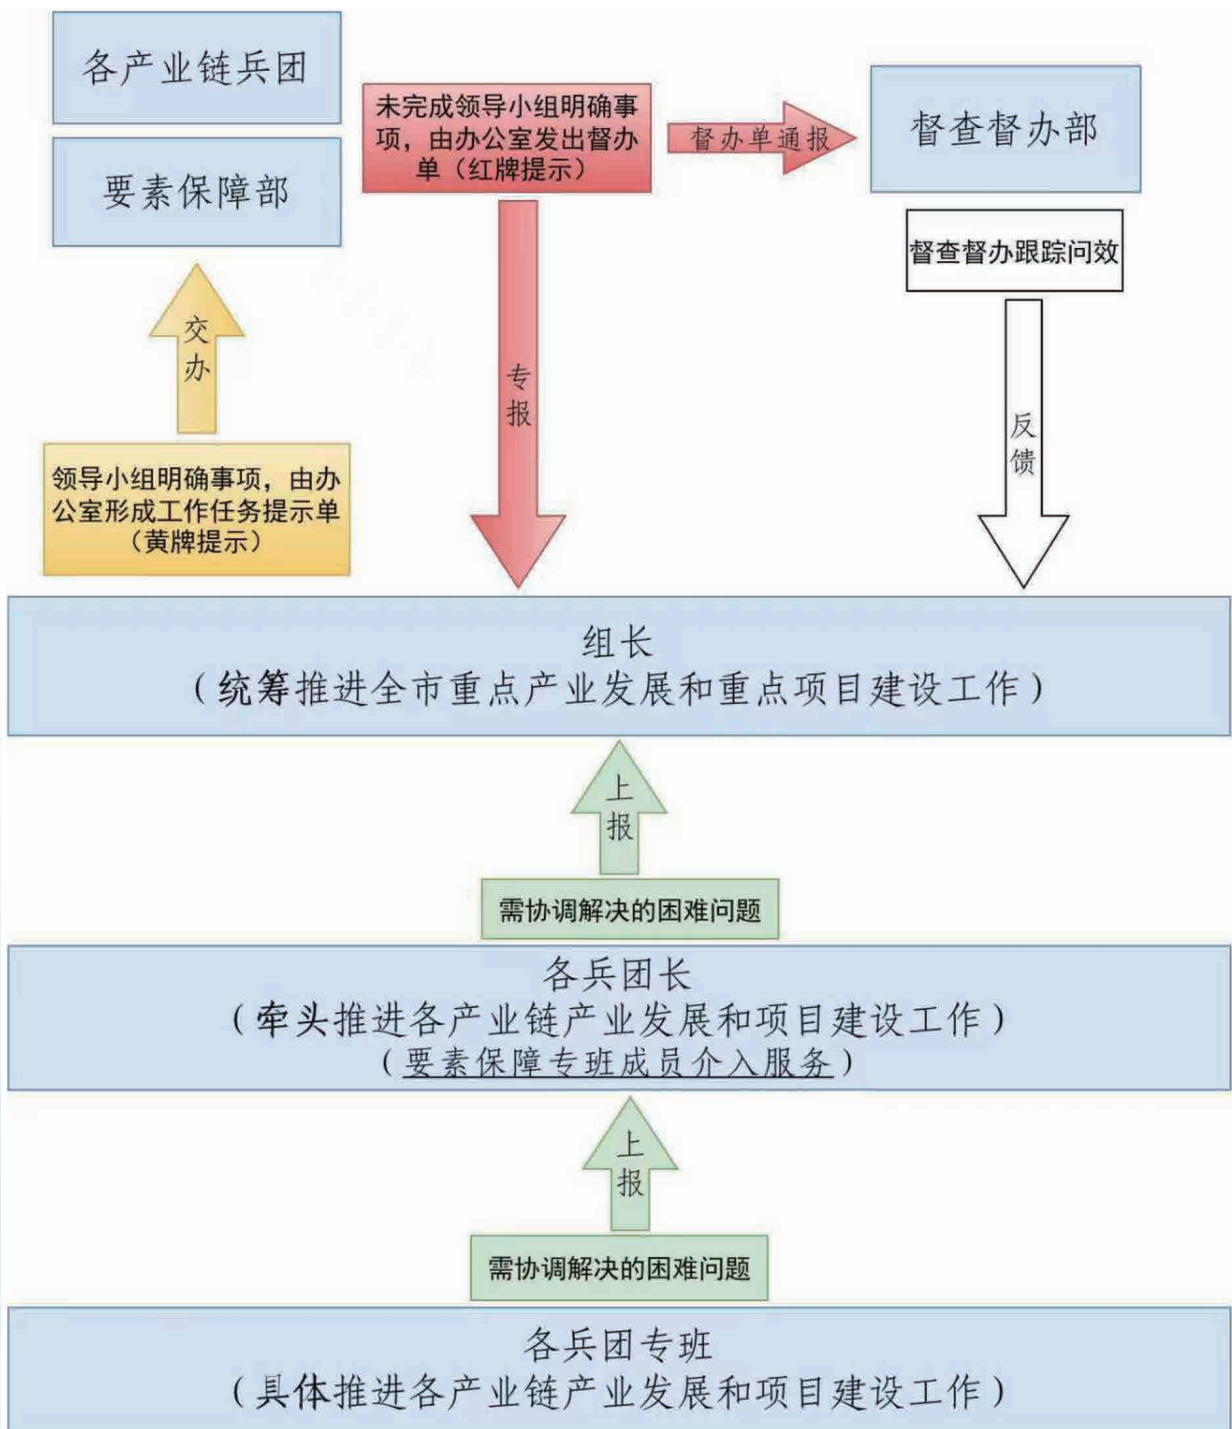 各产业链兵团
要素保障部
交
办
领导小组明确事项，由办
公室形成工作任务提示单
（黄牌提示）
未完成领导小组明确事
项，由办公室发出督办
单（红牌提示）
督办单通报
专
报
督查督办部
督查督办跟踪问效
反
馈
组长
（统筹推进全市重点产业发展和重点项目建设工作）
上
报
需协调解决的困难问题
各兵团长
（牵头推进各产业链产业发展和项目建设工作）
（要素保障专班成员介入服务）
上
报
需协调解决的困难问题
各兵团专班
（具体推进各产业链产业发展和项目建设工作）